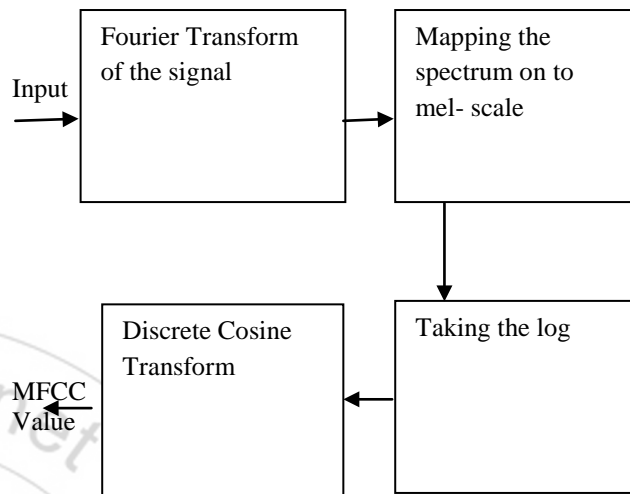 Input
Fourier Transform
of the signal
Mapping the
spectrum on to
mel- scale
Taking the log
Discrete Cosine
Transform
MFCC
Value
net